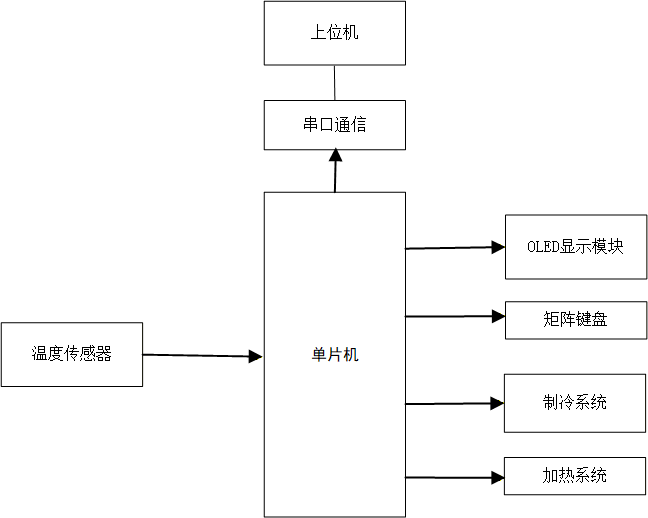 上位机
串口通信
OLED显示模块
矩阵键盘
温度传感器
单片机
制冷系统
加热系统